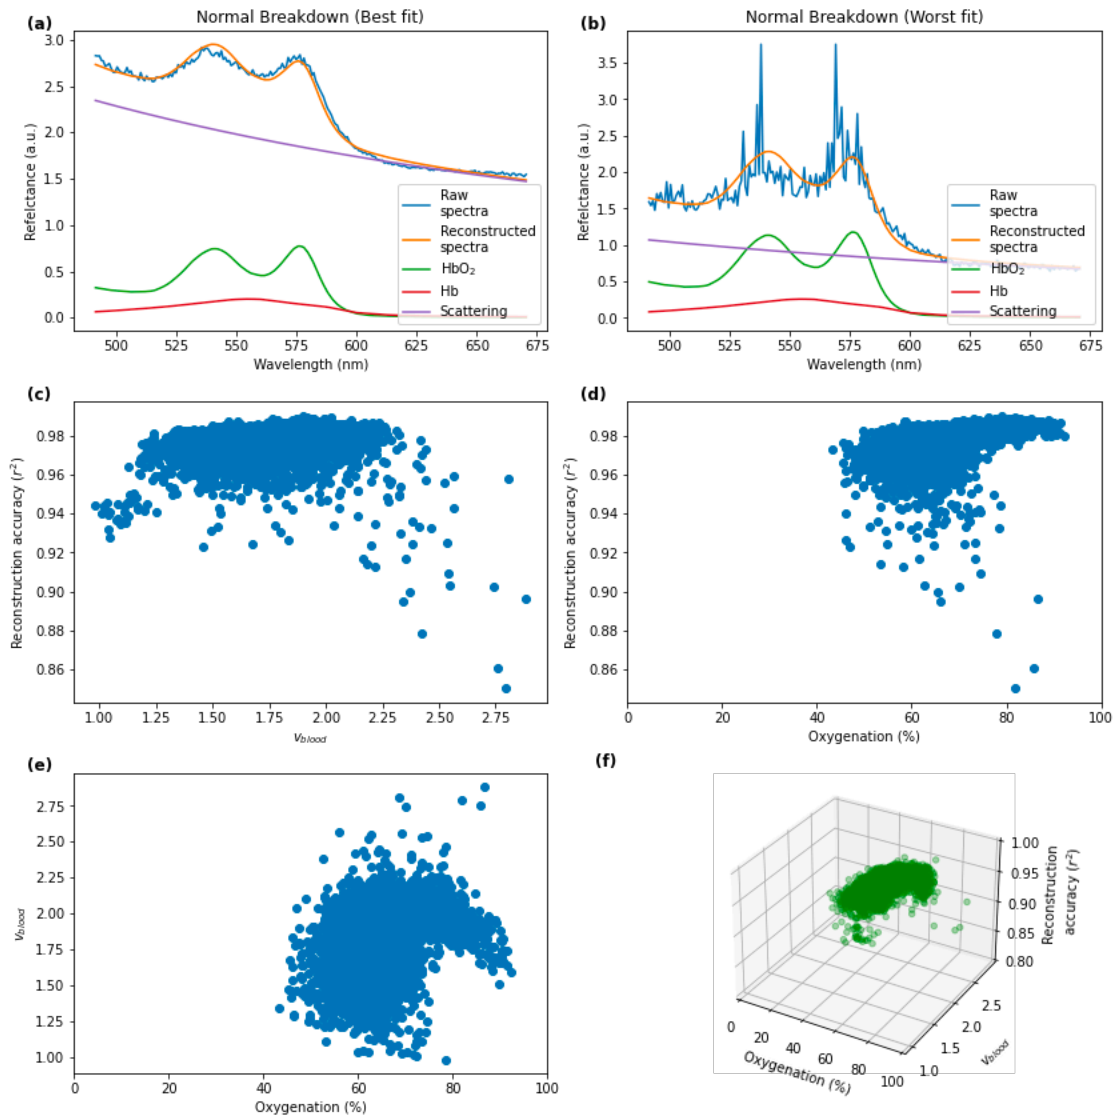 (a) Normal Breakdown (Best fit)
3.0
2.5
2.0
1.5
1.0
0.5
0.0
Refelctance (a.u.)
Raw
spectra
Reconstructed
spectra
HbO₂
Hb
Scattering
500 525 550 575 600 625 650 675
Wavelength (nm)
(b) Normal Breakdown (Worst fit)
3.5
3.0
2.5
2.0
1.5
1.0
0.5
0.0
Refelctance (a.u.)
Raw
spectra
Reconstructed
spectra
HbO₂
Hb
Scattering
500 525 550 575 600 625 650 675
Wavelength (nm)
(c)
0.98
0.96
0.94
0.92
0.90
0.88
0.86
Reconstruction accuracy (r²)
1.00 1.25 1.50 1.75 2.00 2.25 2.50 2.75
v_blood
(d)
0.98
0.96
0.94
0.92
0.90
0.88
0.86
Reconstruction accuracy (r²)
0 20 40 60 80 100
Oxygenation (%)
(e)
2.75
2.50
2.25
2.00
1.75
1.50
1.25
1.00
v_blood
0 20 40 60 80 100
Oxygenation (%)
(f)
1.00
0.95
0.90
0.85
0.80
Reconstruction
accuracy (r²)
2.5
2.0
1.5
1.0
v_blood
0 20 40 60 80 100
Oxygenation (%)